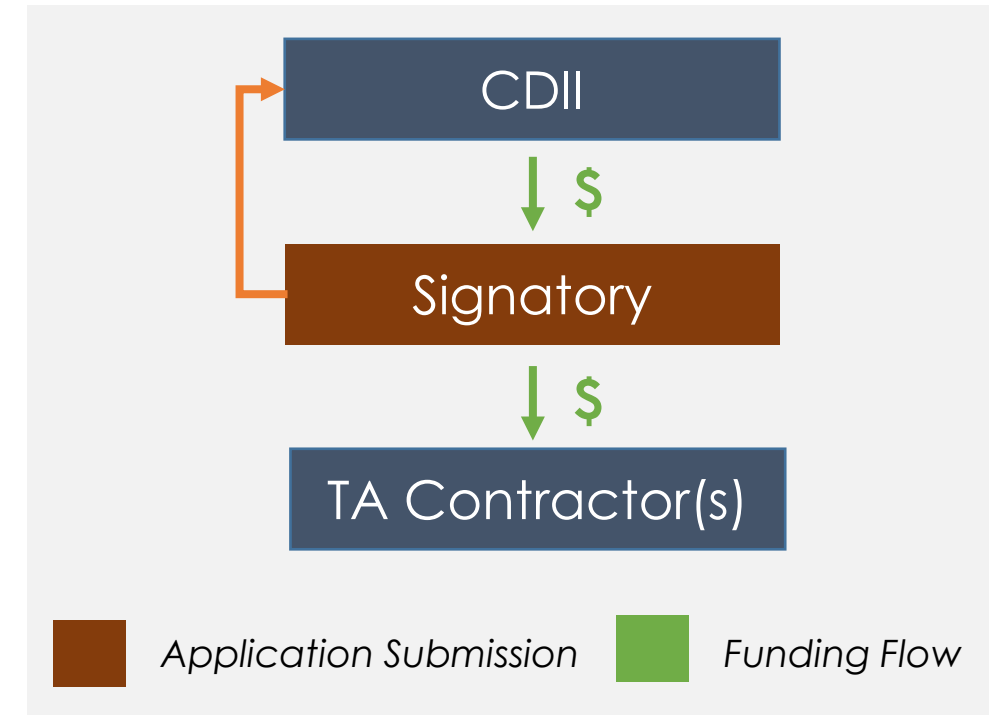 CDII
$
Signatory
$
TA Contractor(s)
Application Submission
Funding Flow